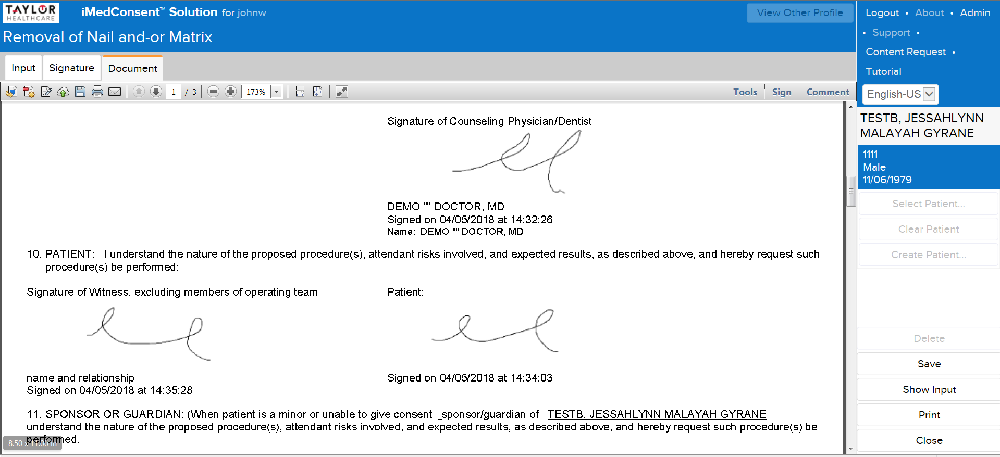 TAYLOR
HEALTHCARE
iMedConsent™ Solution for johnw
View Other Profile
Logout • About • Admin
• Support •
Content Request •
Tutorial
Removal of Nail and-or Matrix
Input
Signature
Document
1 / 3
173%
Tools
Sign
Comment
English-US
TESTB, JESSAHLYNN
MALAYAH GYRANE
1111
Male
11/06/1979
Select Patient...
Clear Patient
Create Patient...
Delete
Save
Show Input
Print
Close
Signature of Counseling Physician/Dentist
DEMO "" DOCTOR, MD
Signed on 04/05/2018 at 14:32:26
Name: DEMO "" DOCTOR, MD
10. PATIENT: I understand the nature of the proposed procedure(s), attendant risks involved, and expected results, as described above, and hereby request such
procedure(s) be performed:
Signature of Witness, excluding members of operating team
Patient:
name and relationship
Signed on 04/05/2018 at 14:35:28
Signed on 04/05/2018 at 14:34:03
11. SPONSOR OR GUARDIAN: (When patient is a minor or unable to give consent _sponsor/guardian of TESTB, JESSAHLYNN MALAYAH GYRANE
understand the nature of the proposed procedure(s), attendant risks involved, and expected results, as described above, and hereby request such procedure(s) be
performed.
8.50 x 11.00 in